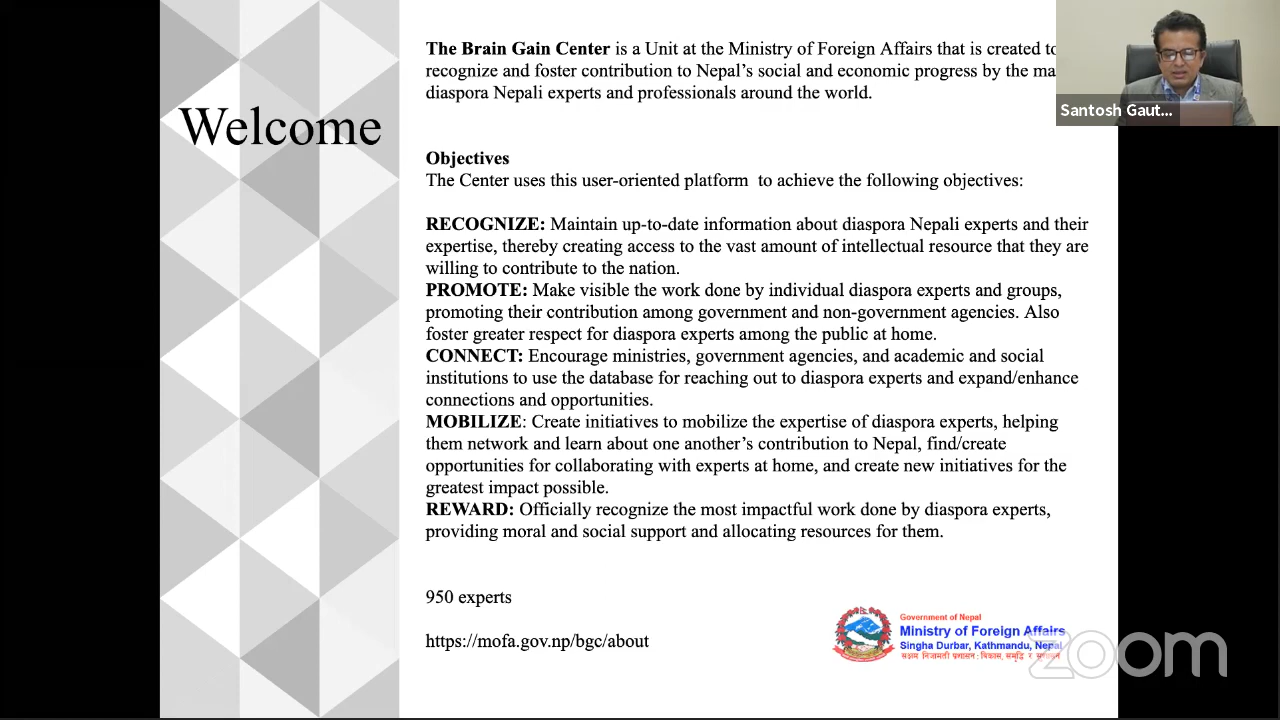 Welcome
The Brain Gain Center is a Unit at the Ministry of Foreign Affairs that is created to
recognize and foster contribution to Nepal's social and economic progress by the
diaspora Nepali experts and professionals around the world.
Objectives
The Center uses this user-oriented platform to achieve the following objectives:
RECOGNIZE: Maintain up-to-date information about diaspora Nepali experts and their
expertise, thereby creating access to the vast amount of intellectual resource that they are
willing to contribute to the nation.
PROMOTE: Make visible the work done by individual diaspora experts and groups,
promoting their contribution among government and non-government agencies. Also
foster greater respect for diaspora experts among the public at home.
CONNECT: Encourage ministries, government agencies, and academic and social
institutions to use the database for reaching out to diaspora experts and expand/enhance
connections and opportunities.
MOBILIZE: Create initiatives to mobilize the expertise of diaspora experts, helping
them network and learn about one another's contribution to Nepal, find/create
opportunities for collaborating with experts at home, and create new initiatives for the
greatest impact possible.
REWARD: Officially recognize the most impactful work done by diaspora experts,
providing moral and social support and allocating resources for them.
950 experts
https://mofa.gov.np/bgc/about
Government of Nepal
Ministry of Foreign Affairs
Singha Durbar, Kathmandu, Nepal
सक्षम निजामती प्रशासन: विकास, समृद्धि र सुशासन
zoom
Santosh Gaut...